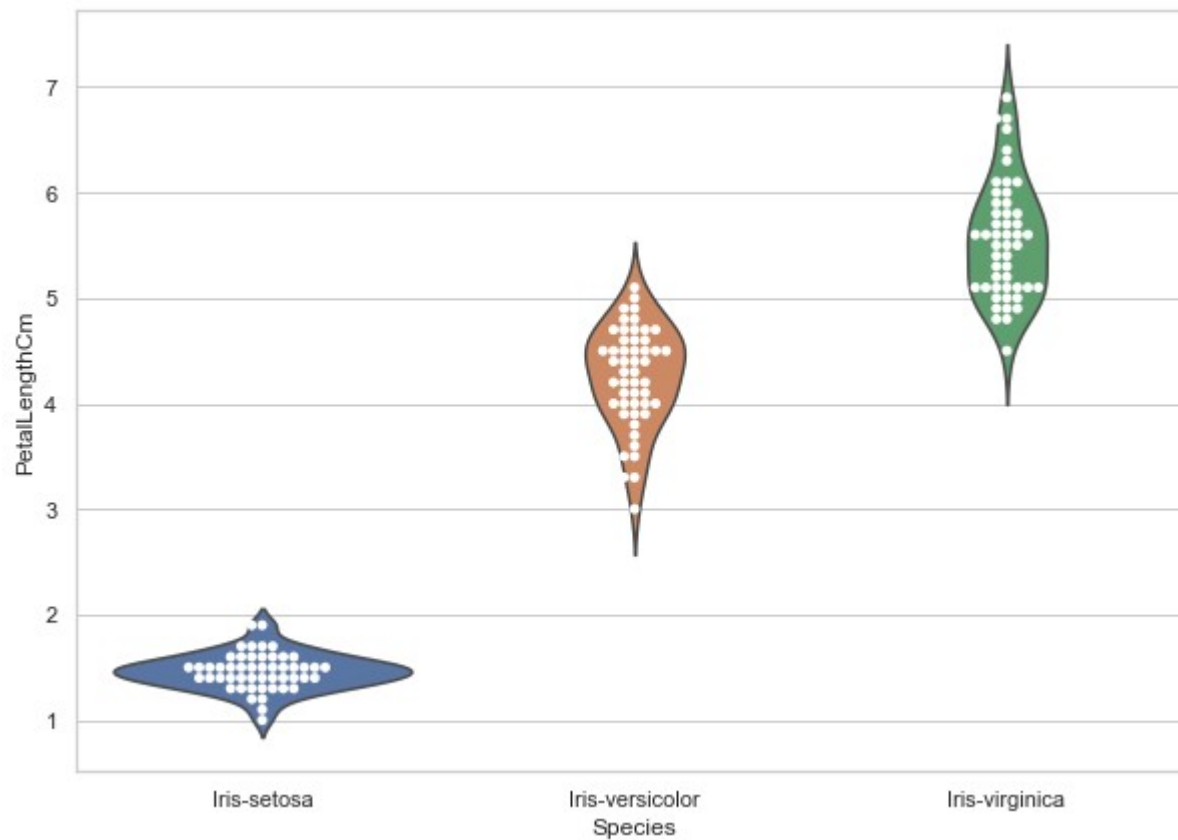 PetalLengthCm
7
6
5
4
3
2
1
Iris-setosa
Iris-versicolor
Iris-virginica
Species